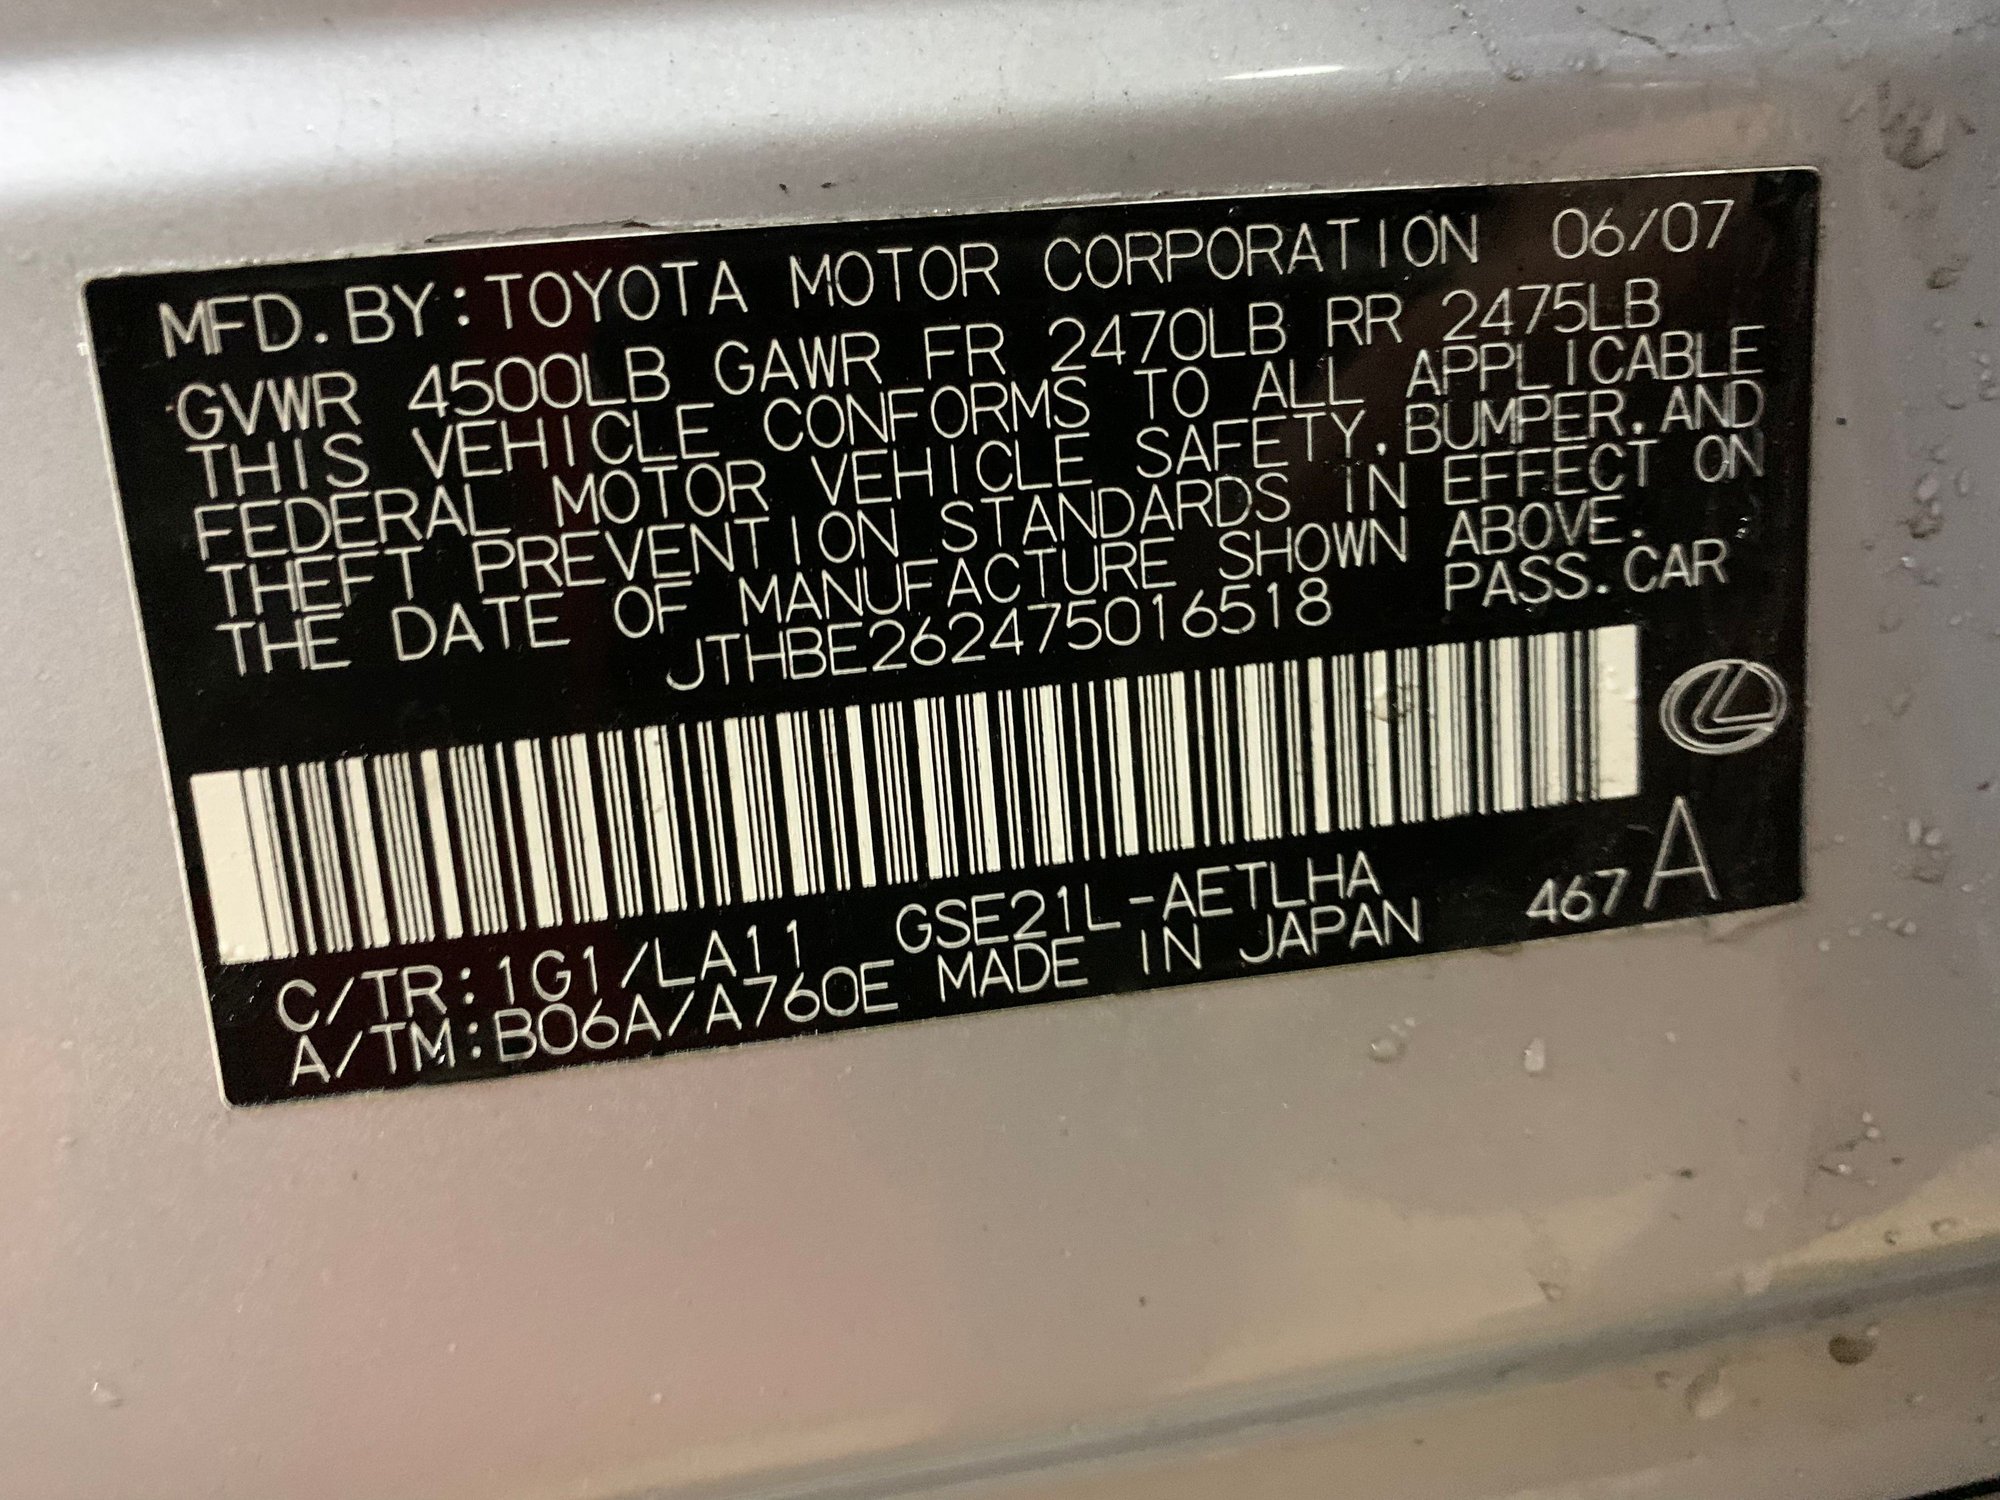 MFD.BY:TOYOTA MOTOR CORPORATION 06/07
GVWR 4500LB GAWR FR 2470LB RR 2475LB
THIS VEHICLE CONFORMS TO ALL APPLICABLE
FEDERAL MOTOR VEHICLE SAFETY,BUMPER,AND
THEFT PREVENTION STANDARDS IN EFFECT ON
THE DATE OF MANUFACTURE SHOWN ABOVE.
JTHBE262475016518 PASS.CAR
C/TR:1G1/LA11 GSE21L-AETLHA 467 A
A/TM:B06A/A760E MADE IN JAPAN